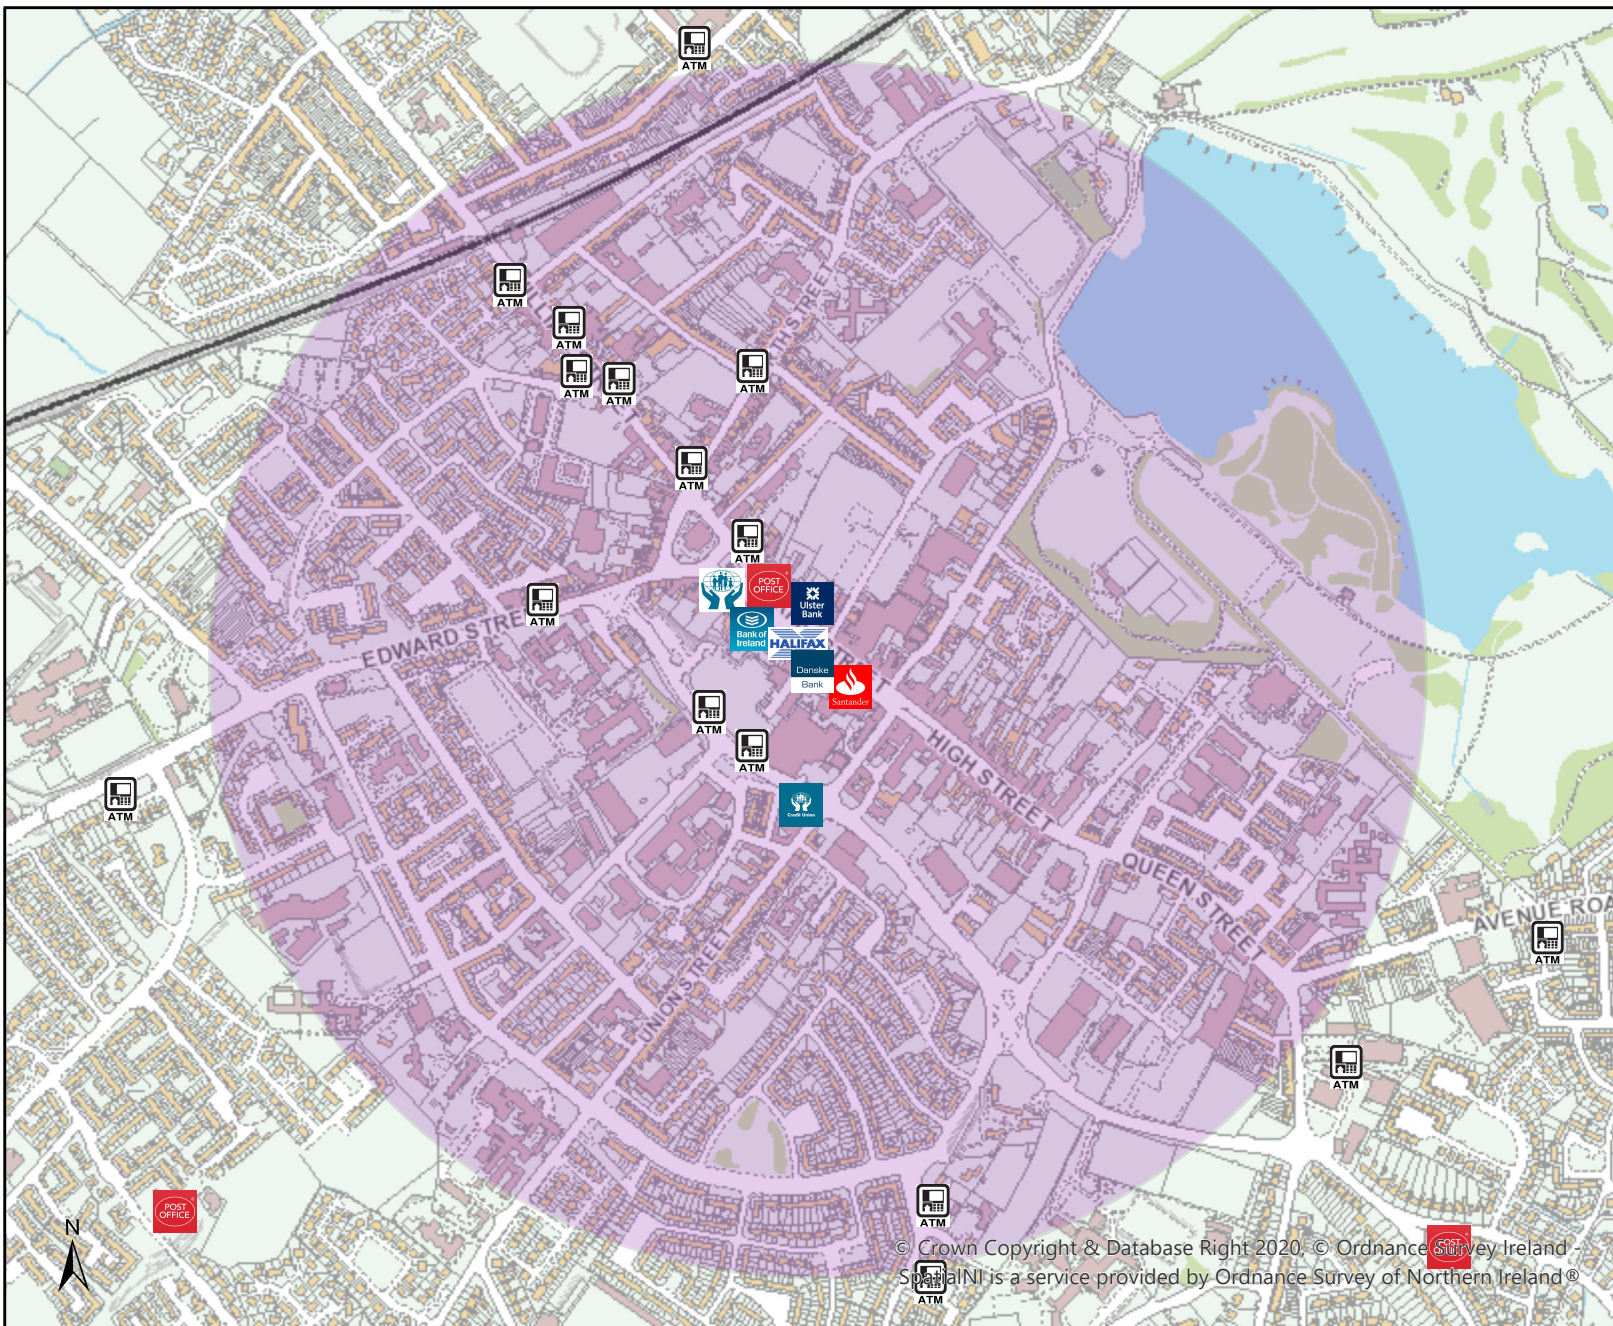 ATM
ATM
ATM
ATM
ATM
ATM
ATM
ATM
POST
OFFICE
Ulster
Bank
ATM
Bank of
Ireland
HALIFAX
EDWARD STRE
Danske
Bank
Santander
ATM
ATM
HIGH STREET
ATM
Credit Union
QUEEN STREET
AVENUE ROA
ATM
UNION STREET
ATM
POST
OFFICE
ATM
N
© Crown Copyright & Database Right 2020, © Ordnance Survey Ireland -
SpatialNI is a service provided by Ordnance Survey of Northern Ireland ®
POST
ATM